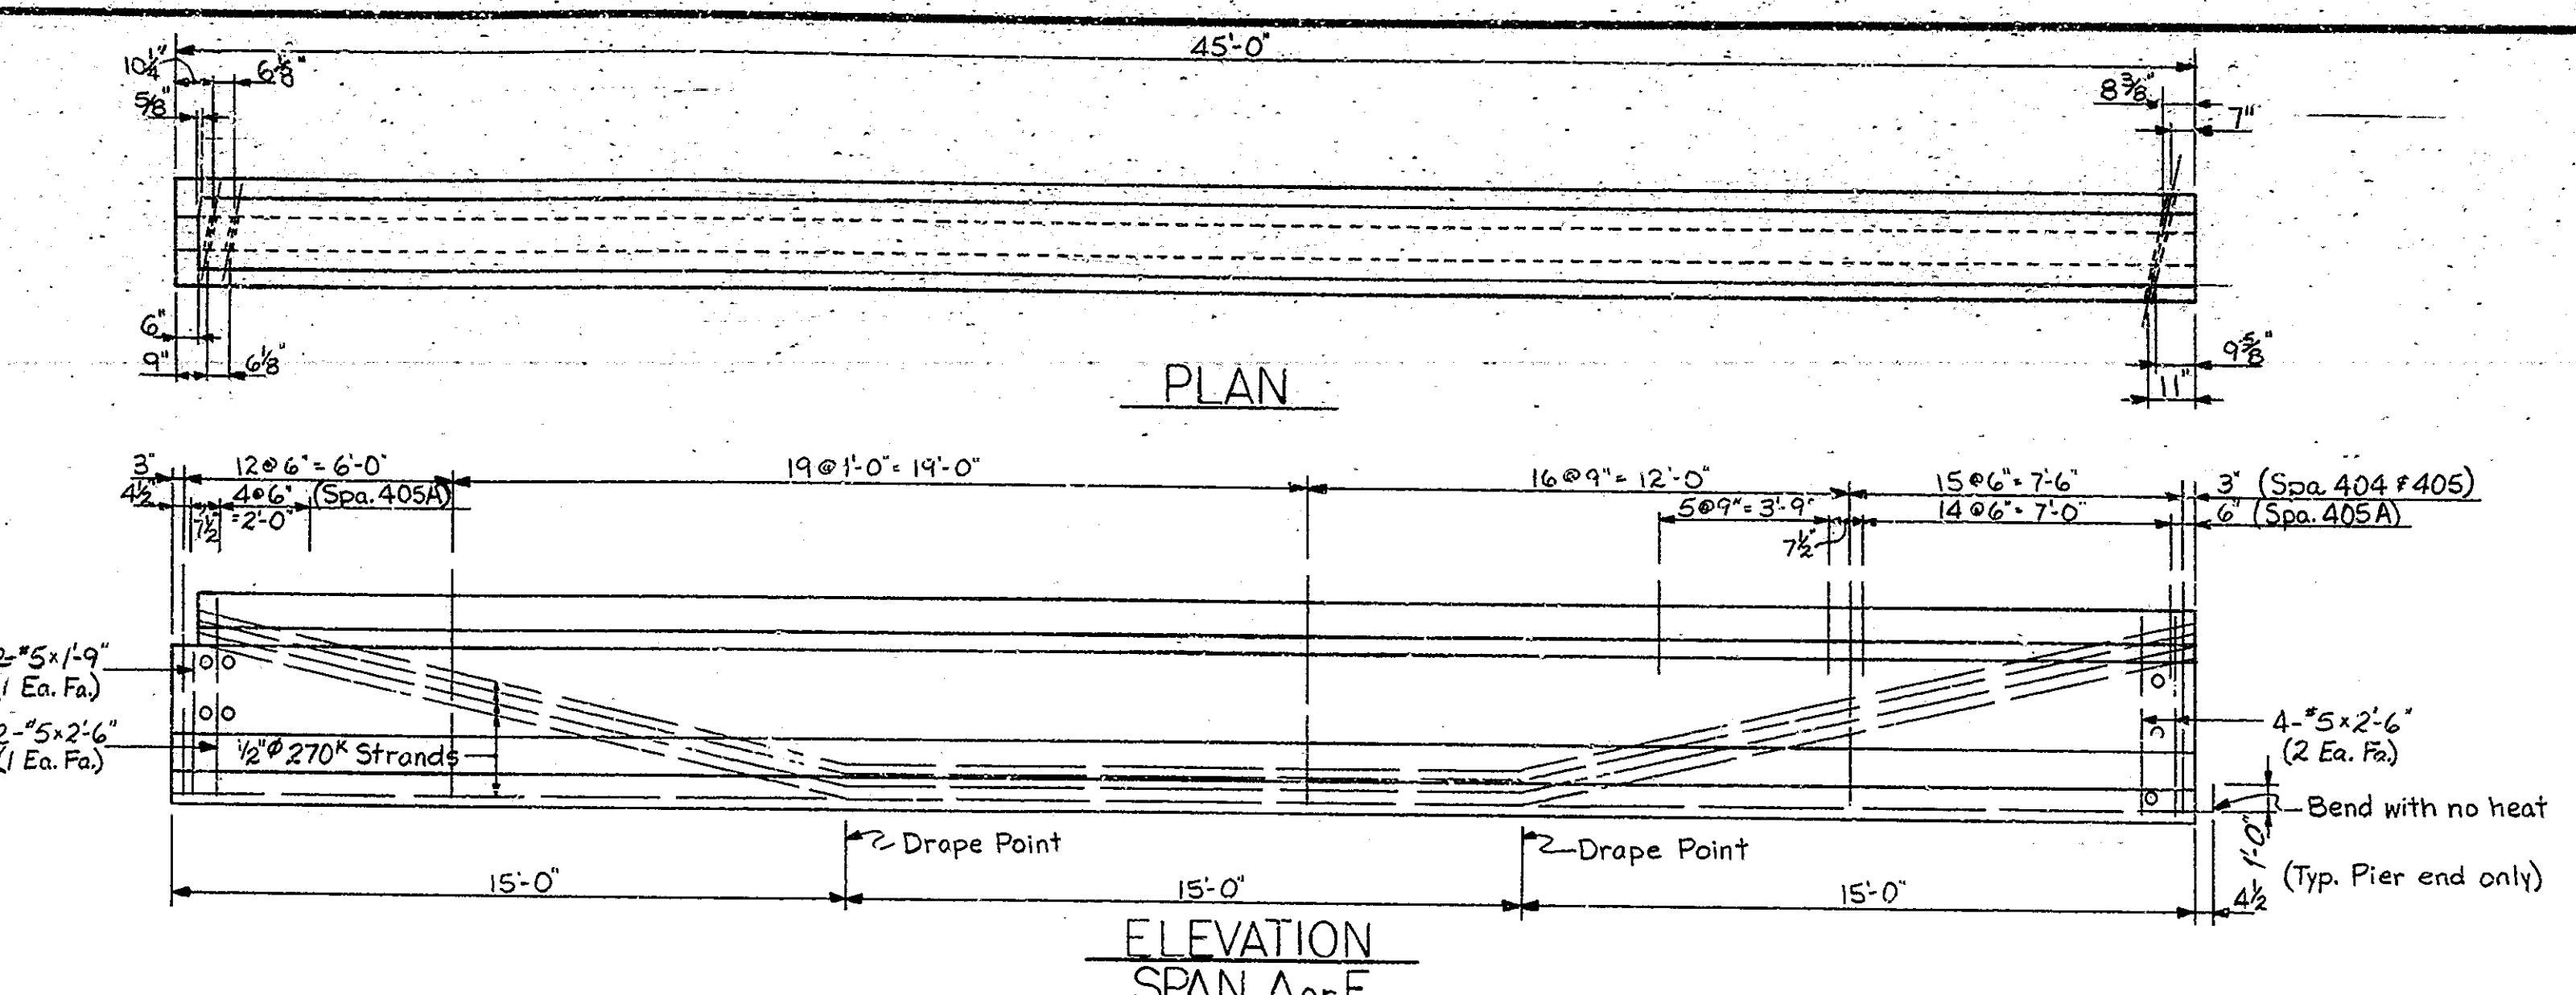 45'-0"
10¼"
6⅛"
5/8"
8⅜"
7"
6"
9"
6⅛"
9⅝"
11"
PLAN
3"
12@6"= 6'-0"
19@1'-0"= 19'-0"
16@9"= 12'-0"
15@6"= 7'-6"
3" (Spa. 404 & 405)
4½"
4@6" (Spa. 405A)
=2'-0"
7½"
5@9"= 3'-9"
7½"
14@6"= 7'-0"
6" (Spa. 405A)
2-#5×1'-9"
(1 Ea. Fa.)
2-#5×2'-6"
(1 Ea. Fa.)
½"Φ 270ᴷ Strands
4-#5×2'-6"
(2 Ea. Fa.)
Bend with no heat
1'-0"
(Typ. Pier end only)
4½
Drape Point
Drape Point
15'-0"
15'-0"
15'-0"
ELEVATION
SPAN A or